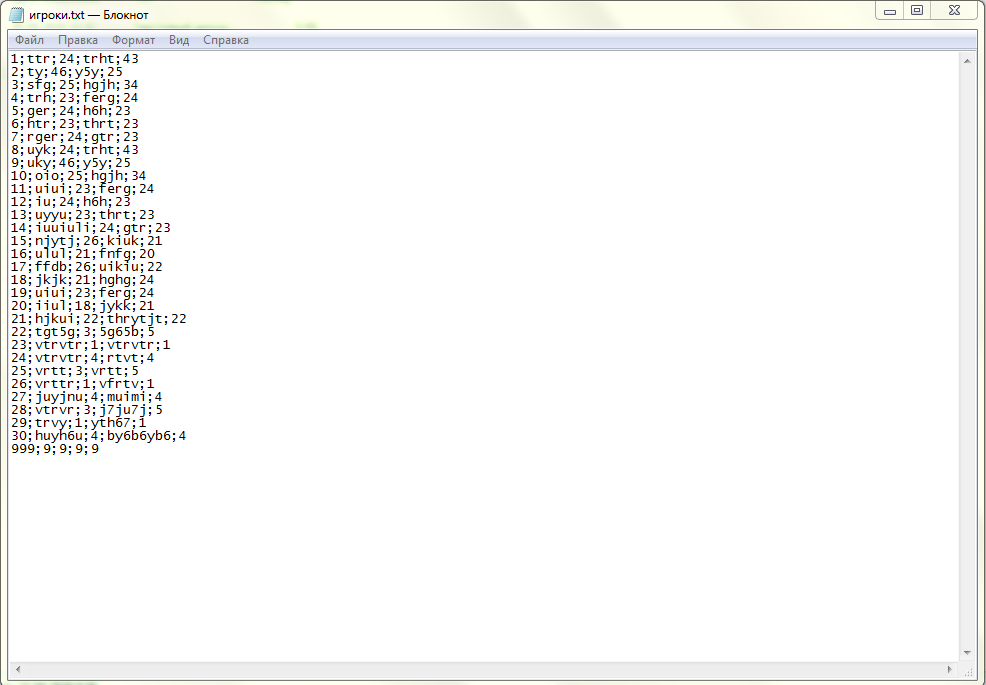 игроки.txt — Блокнот
Файл Правка Формат Вид Справка
1;ttr;24;trht;43
2;ty;46;y5y;25
3;sfg;25;hgjh;34
4;trh;23;ferg;24
5;ger;24;h6h;23
6;htr;23;thrt;23
7;rger;24;gtr;23
8;uyk;24;trht;43
9;uky;46;y5y;25
10;oio;25;hgjh;34
11;uiui;23;ferg;24
12;iu;24;h6h;23
13;uyyu;23;thrt;23
14;iuuiuli;24;gtr;23
15;njytj;26;kiuk;21
16;ulul;21;fnfg;20
17;ffdb;26;uikiu;22
18;jkjk;21;hghg;24
19;uiui;23;ferg;24
20;iiul;18;jykk;21
21;hjkui;22;thrytjt;22
22;tgt5g;3;5g65b;5
23;vtrvtr;1;vtrvtr;1
24;vtrvtr;4;rtvt;4
25;vrtt;3;vrtt;5
26;vrttr;1;vfrtv;1
27;juyjnu;4;muimi;4
28;vtrvr;3;j7ju7j;5
29;trvy;1;yth67;1
30;huyh6u;4;by6b6yb6;4
999;9;9;9;9